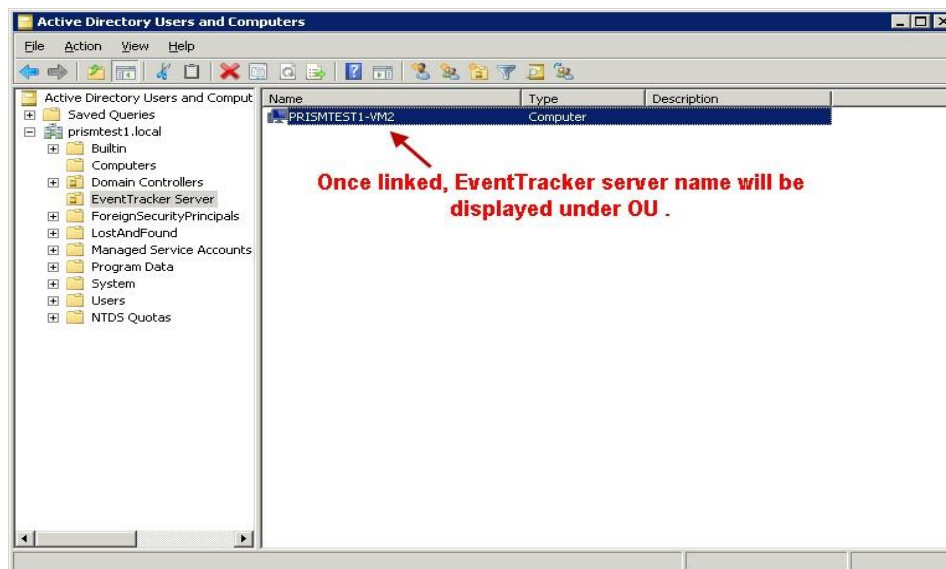 Active Directory Users and Computers
File Action View Help
Active Directory Users and Comput
Name Type Description
Saved Queries
PRISMTEST1-VM2 Computer
prismtest1.local
Builtin
Computers
Domain Controllers
EventTracker Server
ForeignSecurityPrincipals
LostAndFound
Managed Service Accounts
Program Data
System
Users
NTDS Quotas
Once linked, EventTracker server name will be
displayed under OU .